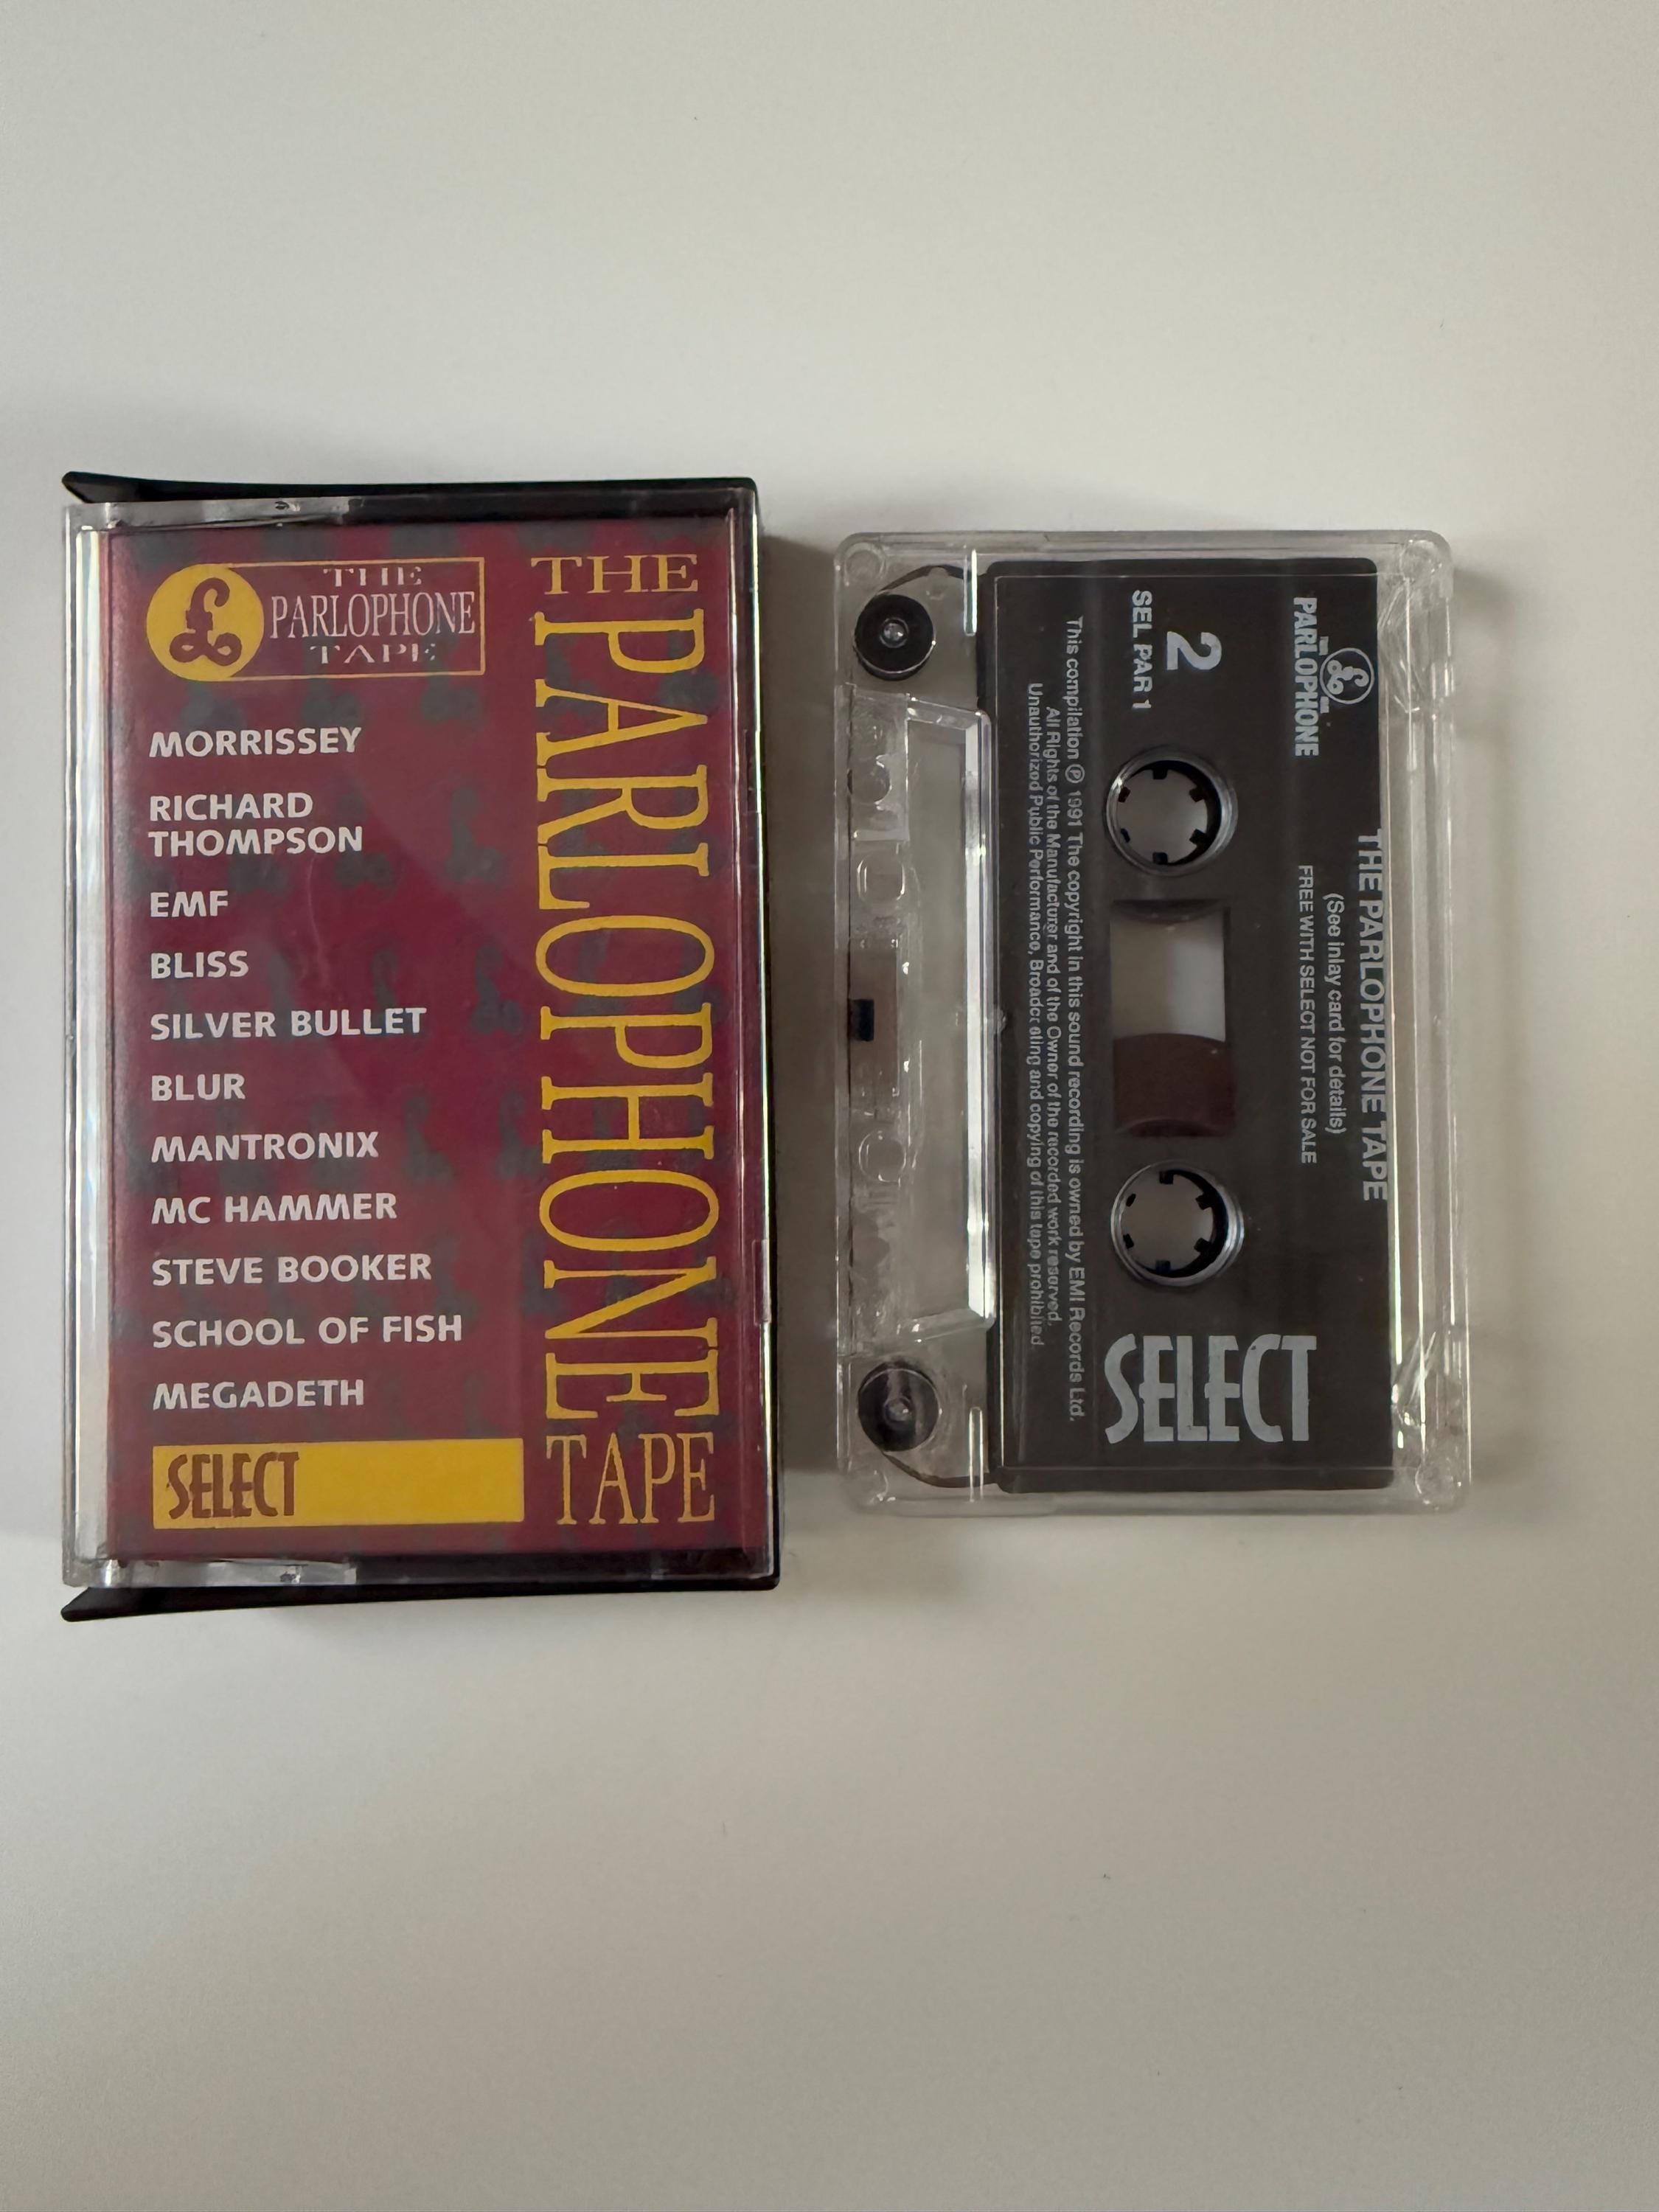 THE
PARLOPHONE
TAPE
MORRISSEY
RICHARD
THOMPSON
EMF
BLISS
SILVER BULLET
BLUR
MANTRONIX
MC HAMMER
STEVE BOOKER
SCHOOL OF FISH
MEGADETH
SELECT
THE PARLOPHONE TAPE
THE PARLOPHONE TAPE
(See inlay card for details)
FREE WITH SELECT NOT FOR SALE
PARLOPHONE
2
SEL PAR 1
SELECT
This compilation ℗ 1991 The copyright in this sound recording is owned by EMI Records Ltd.
All Rights of the Manufacturer and of the Owner of the recorded work reserved.
Unauthorized Public Performance, Broadcasting and copying of this tape prohibited